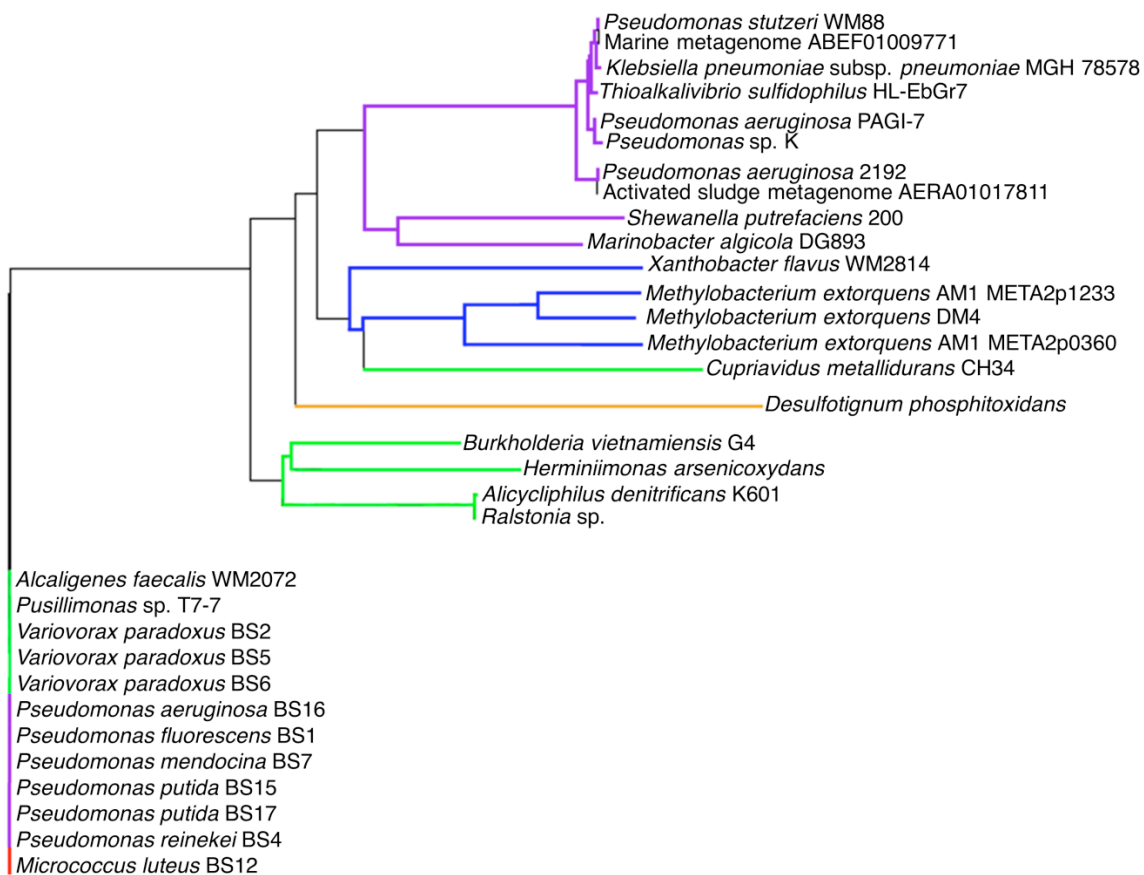 Pseudomonas stutzeri WM88
Marine metagenome ABEF01009771
Klebsiella pneumoniae subsp. pneumoniae MGH 78578
Thioalkalivibrio sulfidophilus HL-EbGr7
Pseudomonas aeruginosa PAGI-7
Pseudomonas sp. K
Pseudomonas aeruginosa 2192
Activated sludge metagenome AERA01017811
Shewanella putrefaciens 200
Marinobacter algicola DG893
Xanthobacter flavus WM2814
Methylobacterium extorquens AM1 META2p1233
Methylobacterium extorquens DM4
Methylobacterium extorquens AM1 META2p0360
Cupriavidus metallidurans CH34
Desulfotignum phosphitoxidans
Burkholderia vietnamiensis G4
Herminiimonas arsenicoxydans
Alicycliphilus denitrificans K601
Ralstonia sp.
Alcaligenes faecalis WM2072
Pusillimonas sp. T7-7
Variovorax paradoxus BS2
Variovorax paradoxus BS5
Variovorax paradoxus BS6
Pseudomonas aeruginosa BS16
Pseudomonas fluorescens BS1
Pseudomonas mendocina BS7
Pseudomonas putida BS15
Pseudomonas putida BS17
Pseudomonas reinekei BS4
Micrococcus luteus BS12